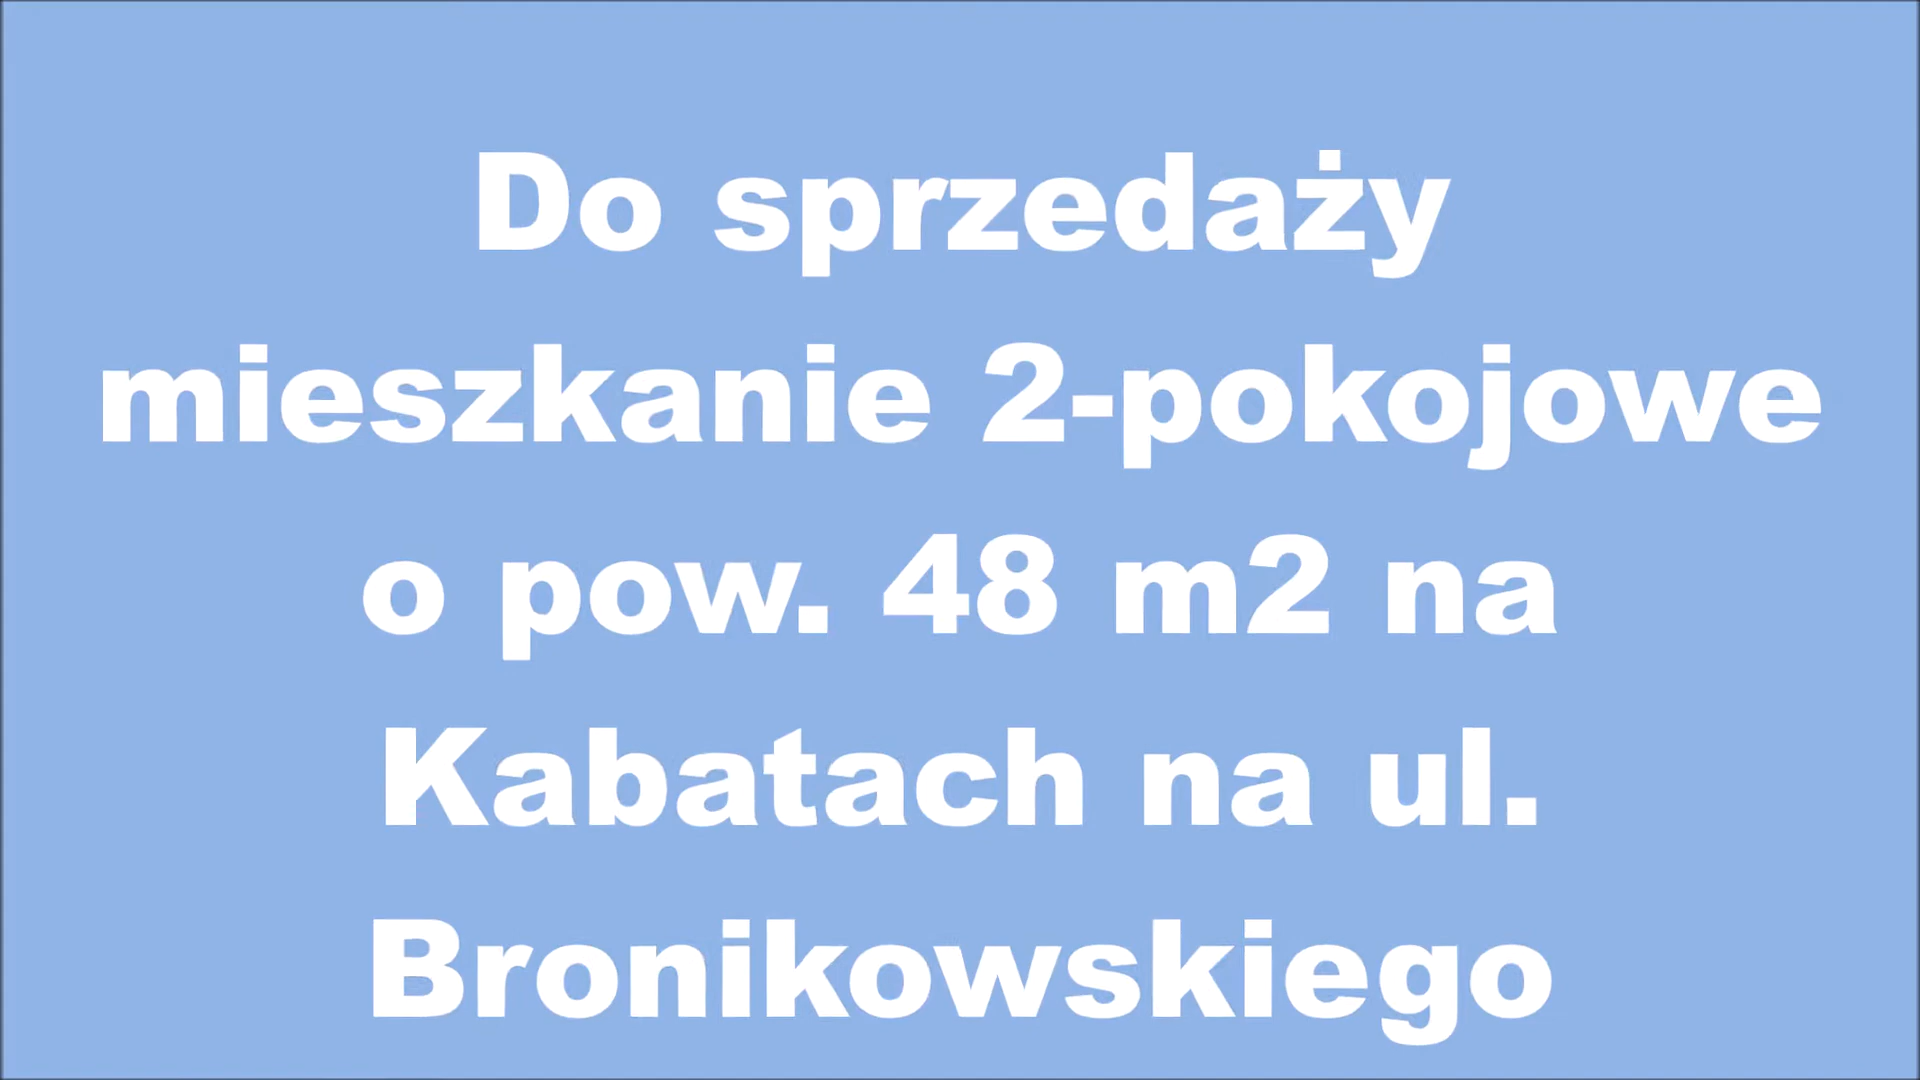 Do sprzedaży
mieszkanie 2-pokojowe
o pow. 48 m2 na
Kabatach na ul.
Bronikowskiego